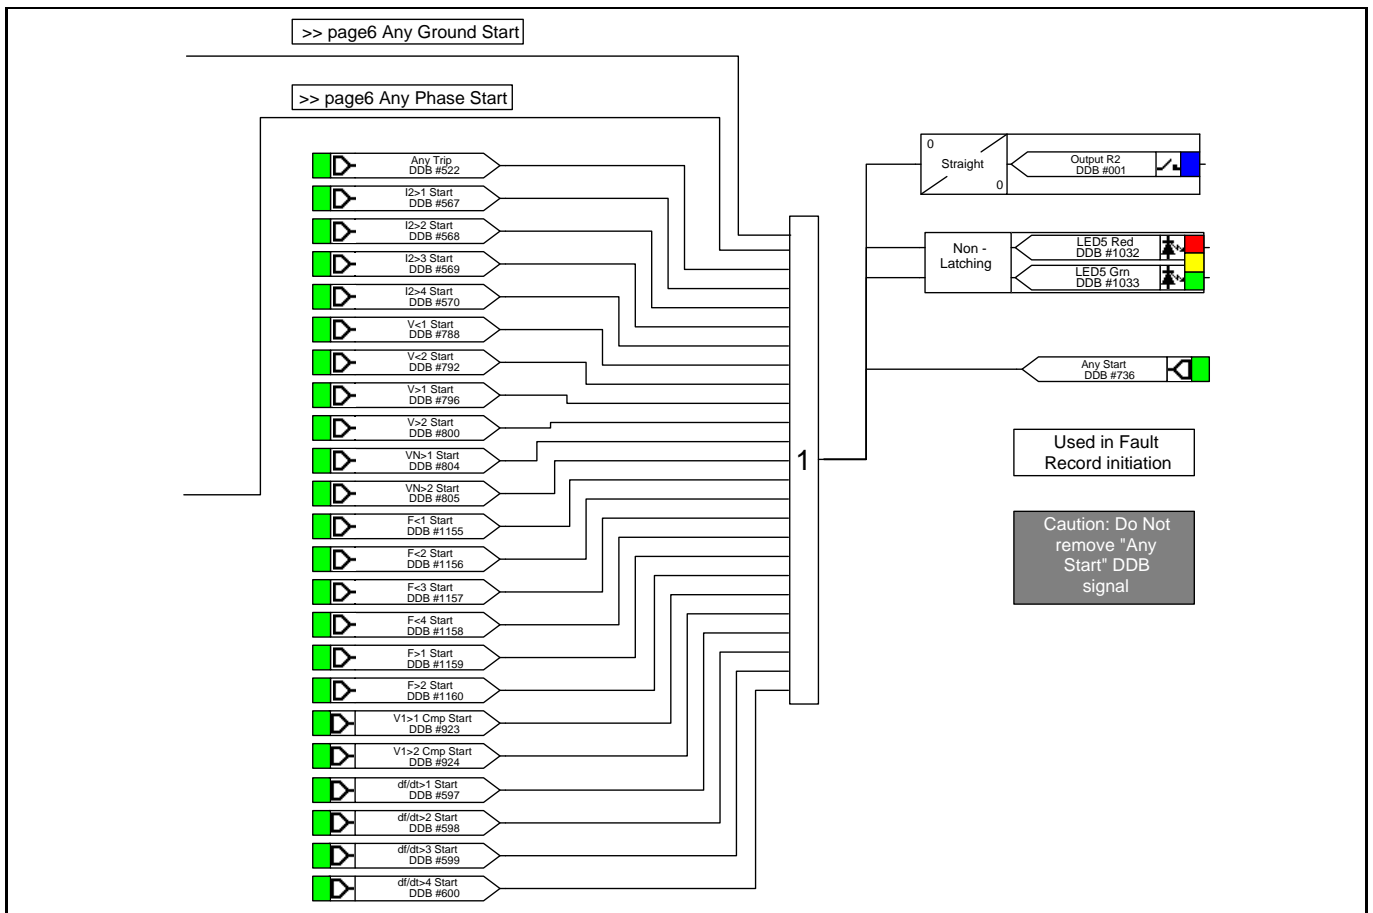 >> page6 Any Ground Start
>> page6 Any Phase Start
Any Trip
DDB #522
I2>1 Start
DDB #567
I2>2 Start
DDB #568
I2>3 Start
DDB #569
I2>4 Start
DDB #570
V<1 Start
DDB #788
V<2 Start
DDB #792
V>1 Start
DDB #796
V>2 Start
DDB #800
VN>1 Start
DDB #804
VN>2 Start
DDB #805
F<1 Start
DDB #1155
F<2 Start
DDB #1156
F<3 Start
DDB #1157
F<4 Start
DDB #1158
F>1 Start
DDB #1159
F>2 Start
DDB #1160
V1>1 Cmp Start
DDB #923
V1>2 Cmp Start
DDB #924
df/dt>1 Start
DDB #597
df/dt>2 Start
DDB #598
df/dt>3 Start
DDB #599
df/dt>4 Start
DDB #600
1
0
Straight
0
Output R2
DDB #001
Non -
Latching
LED5 Red
DDB #1032
LED5 Grn
DDB #1033
Any Start
DDB #736
Used in Fault
Record initiation
Caution: Do Not
remove "Any
Start" DDB
signal